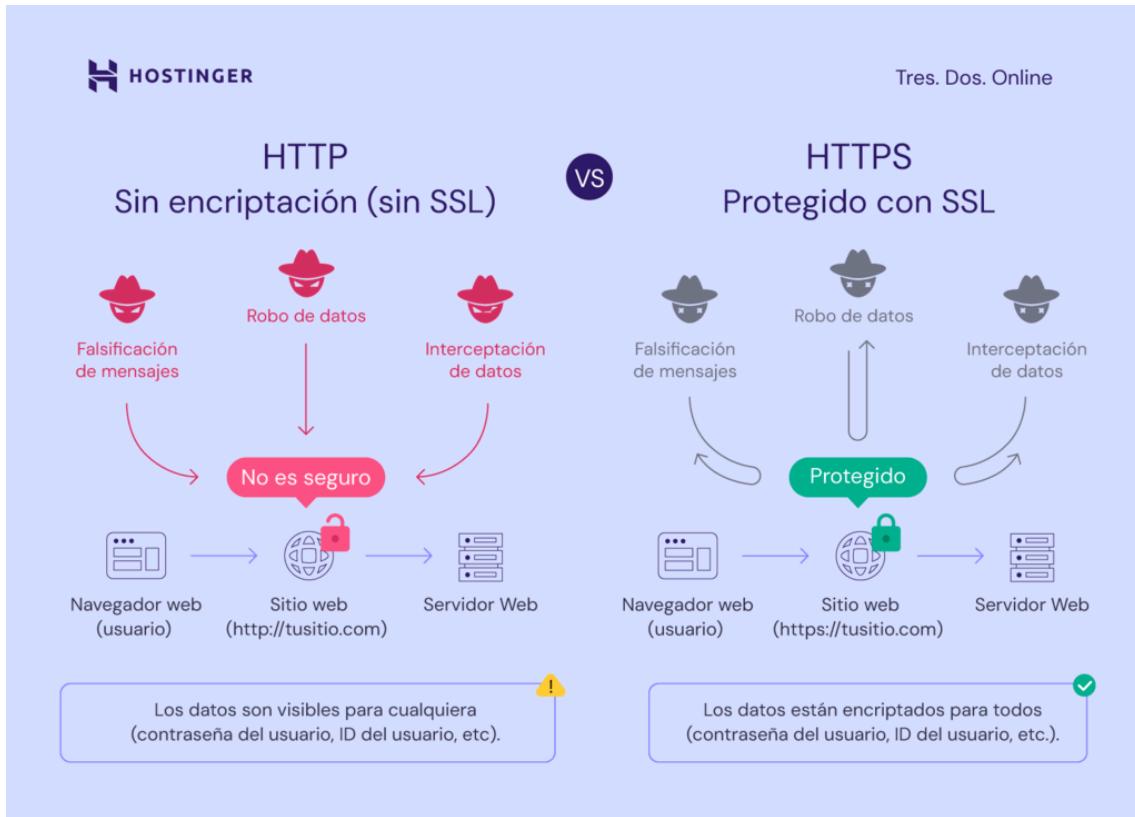 HOSTINGER
Tres. Dos. Online
HTTP
Sin encriptación (sin SSL)
VS
HTTPS
Protegido con SSL
Robo de datos
Falsificación
de mensajes
Interceptación
de datos
No es seguro
Navegador web
(usuario)
Sitio web
(http://tusitio.com)
Servidor Web
!
Los datos son visibles para cualquiera
(contraseña del usuario, ID del usuario, etc).
Robo de datos
Falsificación
de mensajes
Interceptación
de datos
Protegido
Navegador web
(usuario)
Sitio web
(https://tusitio.com)
Servidor Web
Los datos están encriptados para todos
(contraseña del usuario, ID del usuario, etc.).